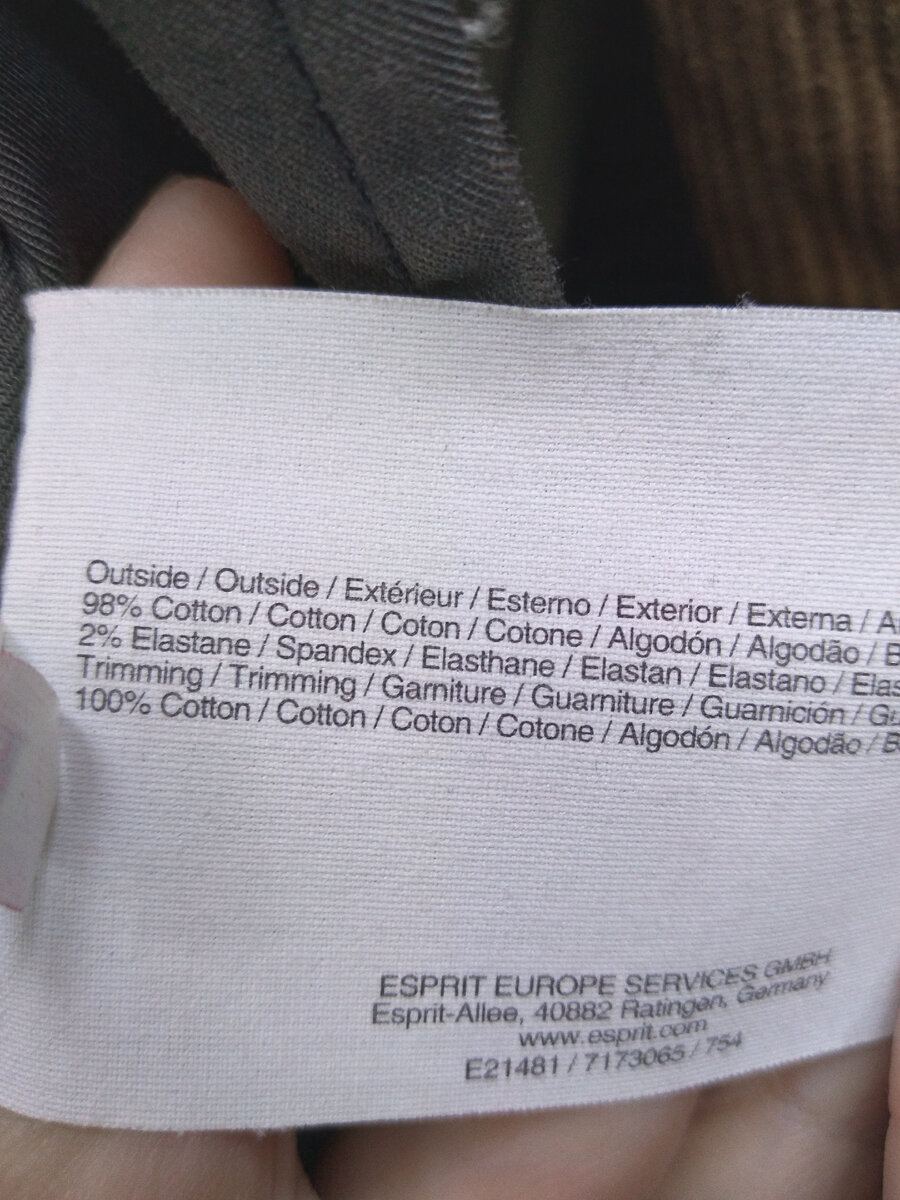 Outside / Outside / Extérieur / Esterno / Exterior / Externa /
98% Cotton / Cotton / Coton / Cotone / Algodón / Algodão /
2% Elastane / Spandex / Elasthane / Elastan / Elastano /
Trimming / Trimming / Garniture / Guarniture / Guarnición /
100% Cotton / Cotton / Coton / Cotone / Algodón / Algodão /
ESPRIT EUROPE SERVICES GMBH
Esprit-Allee, 40882 Ratingen, Germany
www.esprit.com
E21481 / 7173065 / 754